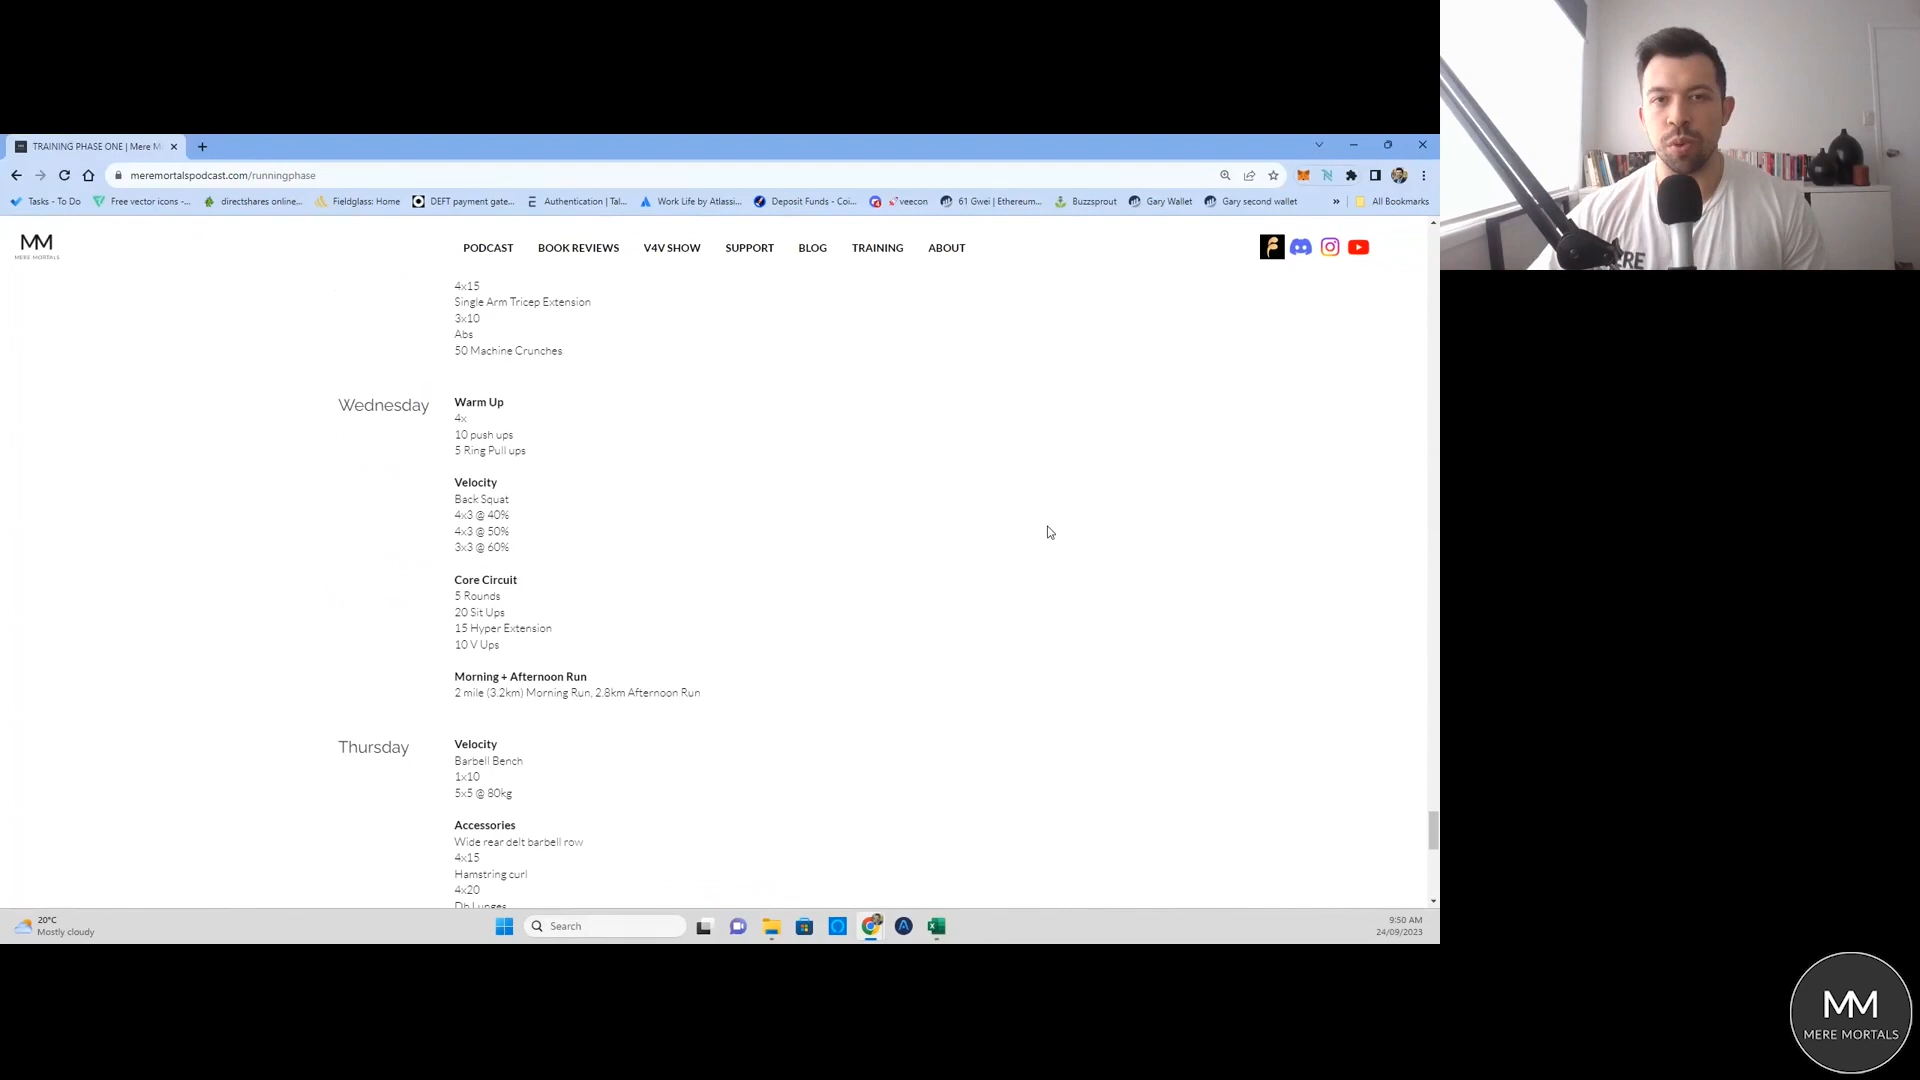 TRAINING PHASE ONE | Mere M
meremortalspodcast.com/runningphase
Tasks - To Do
Free vector icons -...
directshares online...
Fieldglass: Home
DEFT payment gate...
Authentication | Tal...
Work Life by Atlassi...
Deposit Funds - Coi...
veecon
61 Gwei | Ethereum...
Buzzsprout
Gary Wallet
Gary second wallet
»
All Bookmarks
MM
MERE MORTALS
PODCAST
BOOK REVIEWS
V4V SHOW
SUPPORT
BLOG
TRAINING
ABOUT
4x15
Single Arm Tricep Extension
3x10
Abs
50 Machine Crunches
Wednesday
Warm Up
4x
10 push ups
5 Ring Pull ups
Velocity
Back Squat
4x3 @ 40%
4x3 @ 50%
3x3 @ 60%
Core Circuit
5 Rounds
20 Sit Ups
15 Hyper Extension
10 V Ups
Morning + Afternoon Run
2 mile (3.2km) Morning Run, 2.8km Afternoon Run
Thursday
Velocity
Barbell Bench
1x10
5x5 @ 80kg
Accessories
Wide rear delt barbell row
4x15
Hamstring curl
4x20
Db Lunges
20°C
Mostly cloudy
Search
9:50 AM
24/09/2023
MM
MERE MORTALS